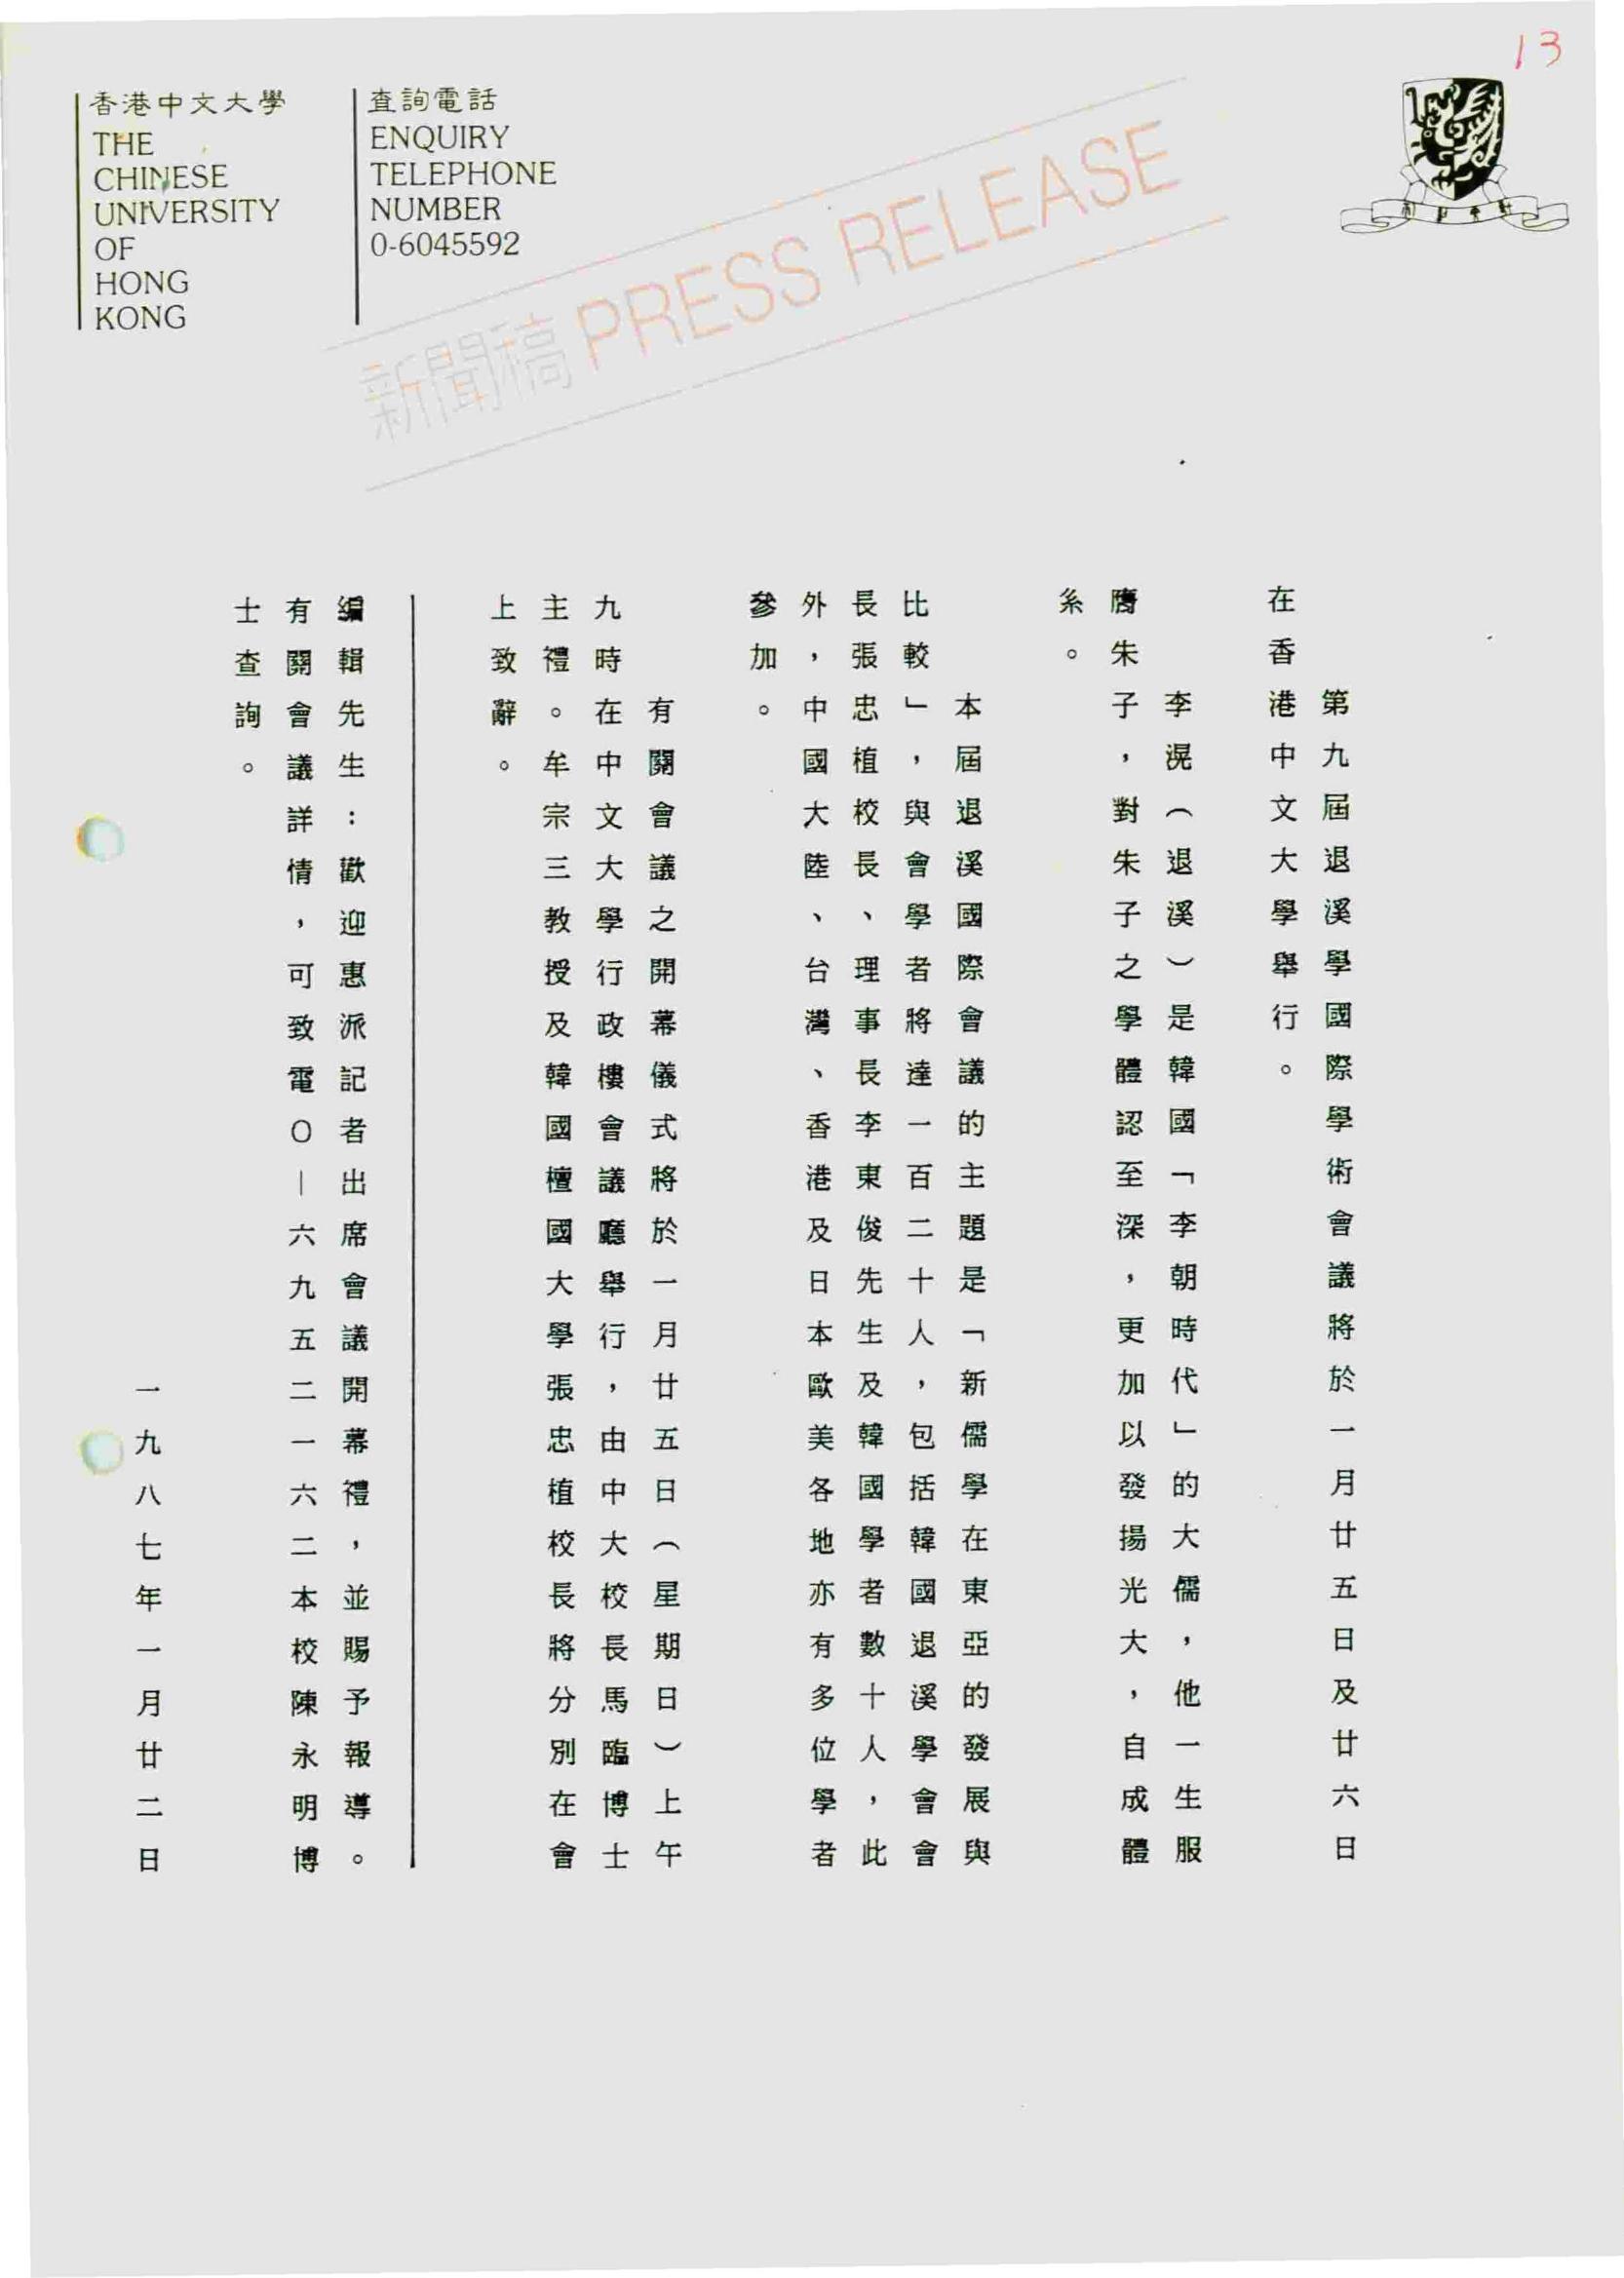 13
香港中文大學
THE
CHINESE
UNIVERSITY
OF
HONG
KONG
查詢電話
ENQUIRY
TELEPHONE
NUMBER
0-6045592
新聞稿 PRESS RELEASE
第九屆退溪學國際學術會議將於一月廿五日及廿六日
在香港中文大學舉行。
李滉（退溪）是韓國「李朝時代」的大儒，他一生服
膺朱子，對朱子之學體認至深，更加以發揚光大，自成體
系。
本屆退溪國際會議的主題是「新儒學在東亞的發展與
比較」，與會學者將達一百二十人，包括韓國退溪學會會
長張忠植校長、理事長李東俊先生及韓國學者數十人，此
外，中國大陸、台灣、香港及日本歐美各地亦有多位學者
參加。
有關會議之開幕儀式將於一月廿五日（星期日）上午
九時在中文大學行政樓會議廳舉行，由中大校長馬臨博士
主禮。牟宗三教授及韓國檀國大學張忠植校長將分別在會
上致辭。
編輯先生：歡迎惠派記者出席會議開幕禮，並賜予報導。
有關會議詳情，可致電〇—六九五二一六二本校陳永明博
士查詢。
一九八七年一月廿二日